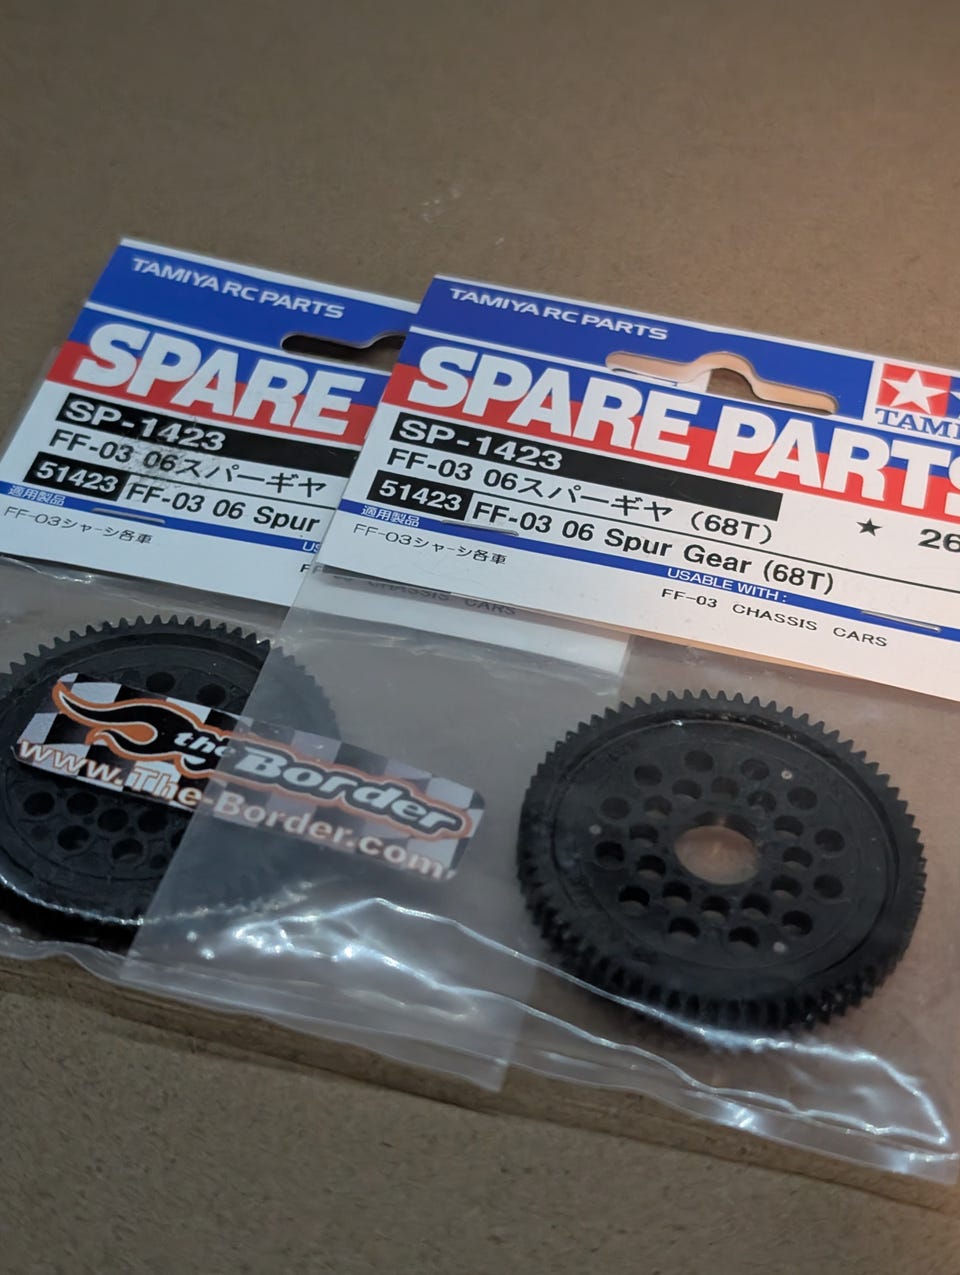 TAMIYA RC PARTS
SPARE
SP-1423
FF-03 06スパーギヤ
51423 FF-03 06 Spur
適用製品
FF-03シャーシ各車
the Border
www.The-Border.com
TAMIYA RC PARTS
SPARE PARTS
TAMI
SP-1423
FF-03 06スパーギヤ (68T)
★ 26
51423 FF-03 06 Spur Gear (68T)
適用製品
USABLE WITH :
FF-03シャーシ各車
FF-03 CHASSIS CARS
CHASSIS CARS